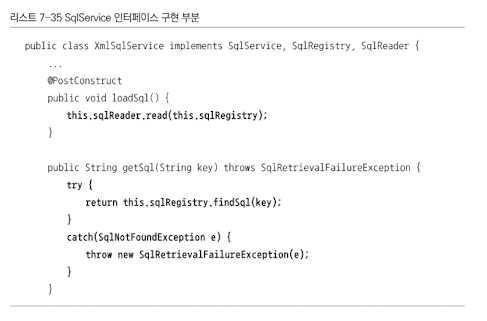 리스트 7-35 SqlService 인터페이스 구현 부분
public class XmlSqlService implements SqlService, SqlRegistry, SqlReader {
...
@PostConstruct
public void loadSql() {
this.sqlReader.read(this.sqlRegistry);
}
public String getSql(String key) throws SqlRetrievalFailureException {
try {
return this.sqlRegistry.findSql(key);
}
catch(SqlNotFoundException e) {
throw new SqlRetrievalFailureException(e);
}
}